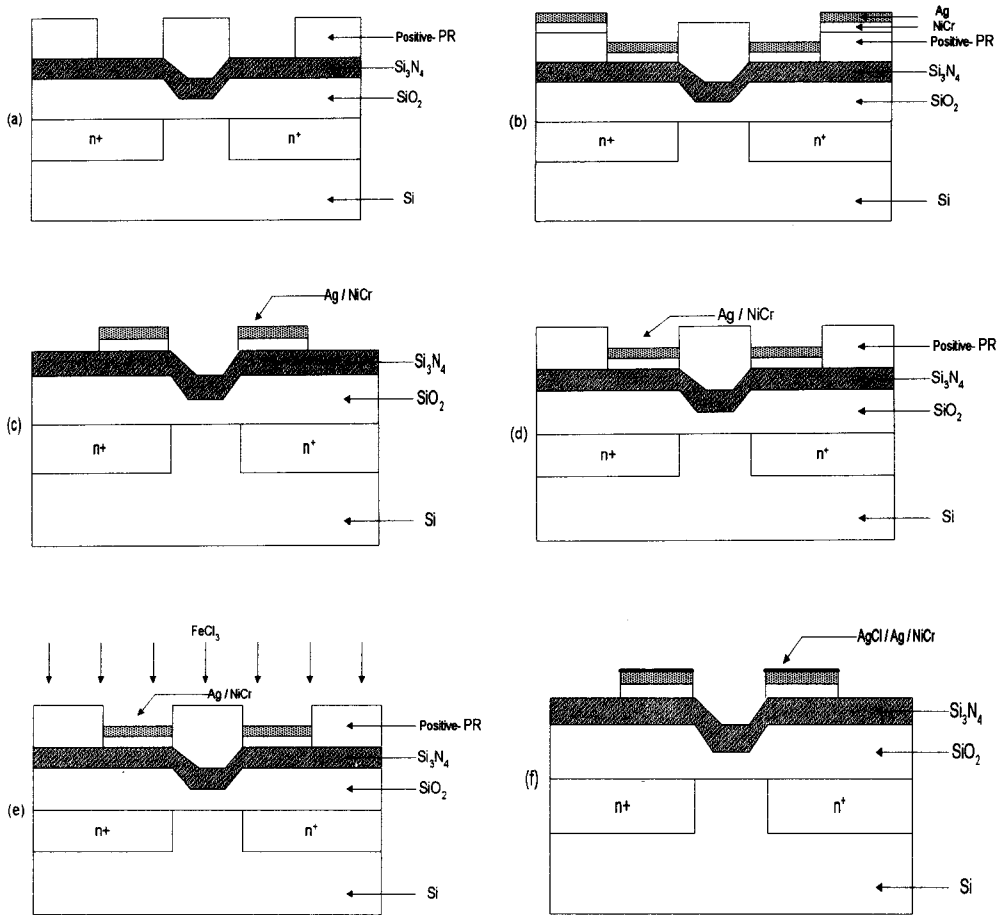 Positive- PR
Si₃N₄
SiO₂
(a)
n+
n⁺
Si
Ag
NiCr
Positive-PR
Si₃N₄
SiO₂
(b)
n+
n⁺
Si
Ag / NiCr
Si₃N₄
SiO₂
(c)
n+
n⁺
Si
Ag / NiCr
Positive- PR
Si₃N₄
SiO₂
(d)
n+
n⁺
Si
FeCl₃
Ag / NiCr
Positive- PR
Si₃N₄
SiO₂
(e)
n+
n⁺
Si
AgCl / Ag / NiCr
Si₃N₄
SiO₂
(f)
n+
n⁺
Si